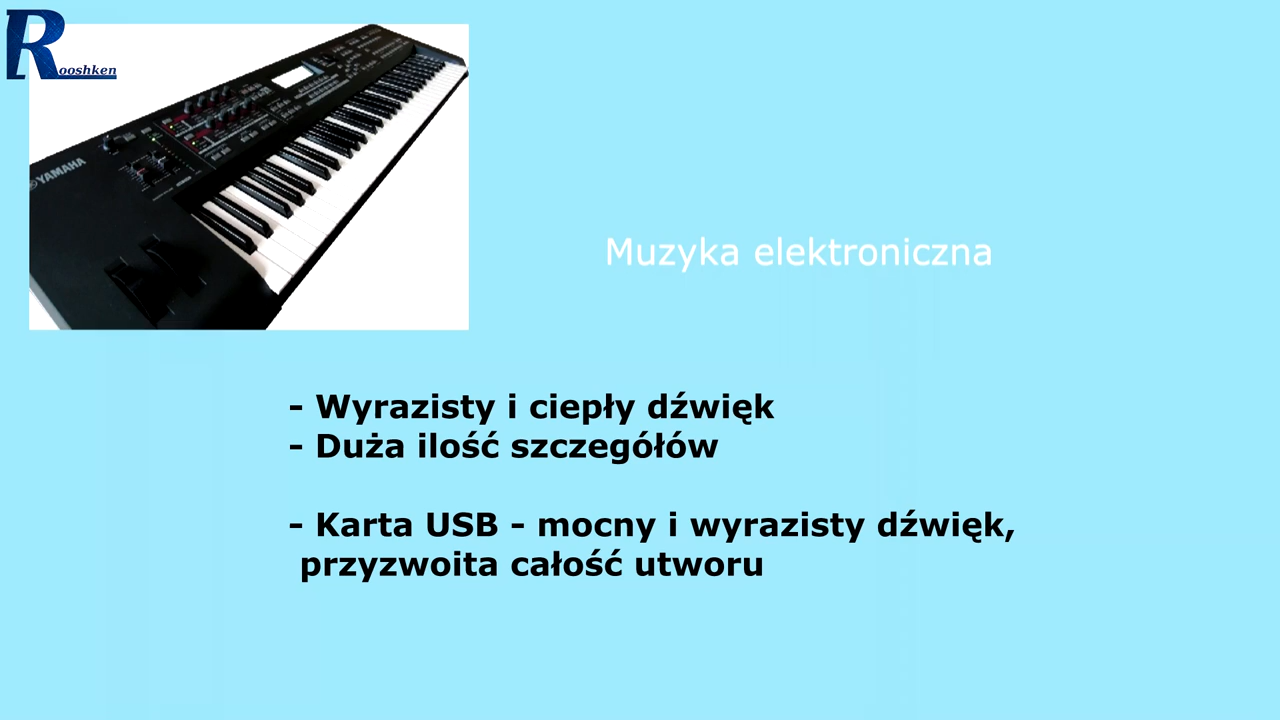 Rooshken
YAMAHA
Muzyka elektroniczna
- Wyrazisty i ciepły dźwięk
- Duża ilość szczegółów
- Karta USB - mocny i wyrazisty dźwięk,
przyzwoita całość utworu